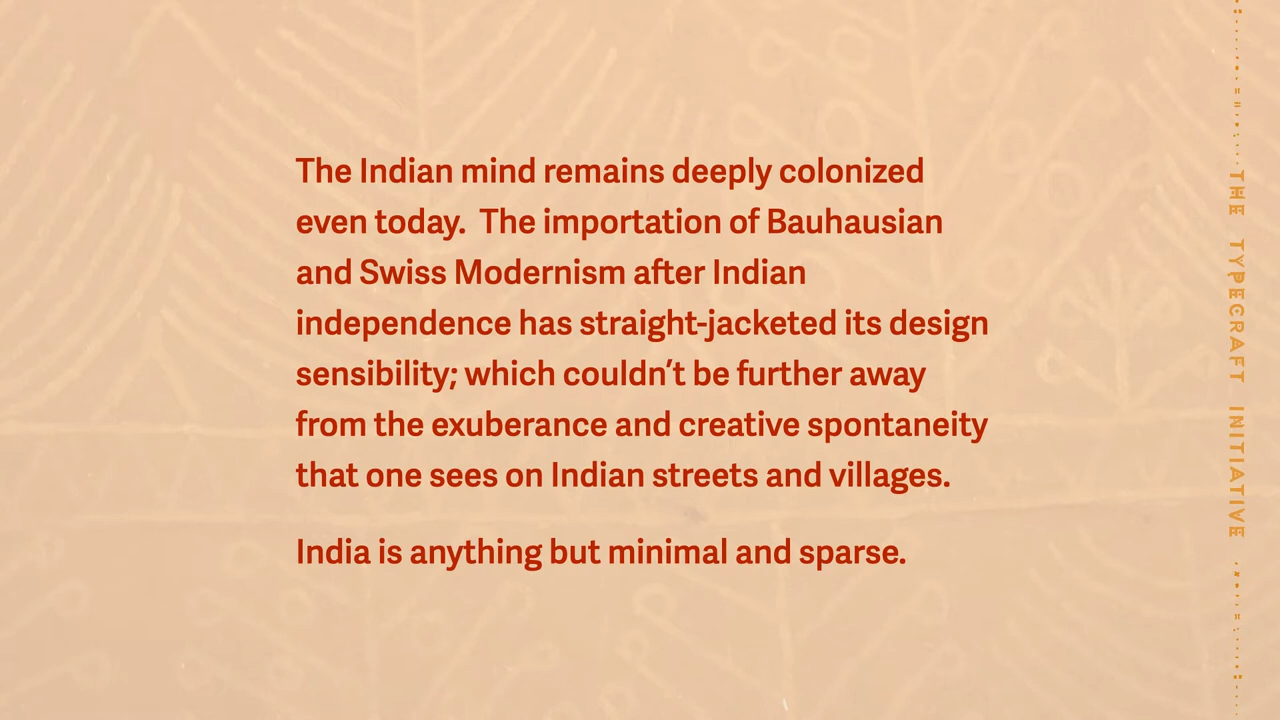 The Indian mind remains deeply colonized
even today.  The importation of Bauhausian
and Swiss Modernism after Indian
independence has straight-jacketed its design
sensibility; which couldn’t be further away
from the exuberance and creative spontaneity
that one sees on Indian streets and villages.
India is anything but minimal and sparse.
THE TYPECRAFT INITIATIVE